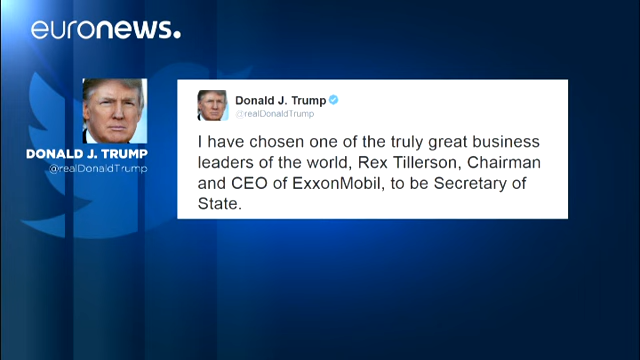 euronews.
DONALD J. TRUMP
@realDonaldTrump
Donald J. Trump
@realDonaldTrump
I have chosen one of the truly great business
leaders of the world, Rex Tillerson, Chairman
and CEO of ExxonMobil, to be Secretary of
State.